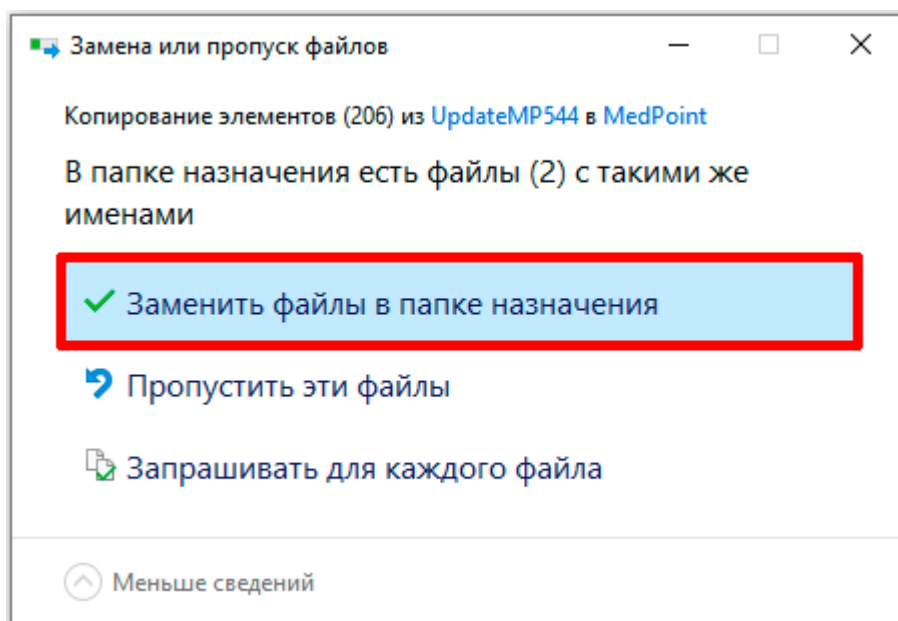 Замена или пропуск файлов
Копирование элементов (206) из UpdateMP544 в MedPoint
В папке назначения есть файлы (2) с такими же
именами
Заменить файлы в папке назначения
Пропустить эти файлы
Запрашивать для каждого файла
Меньше сведений